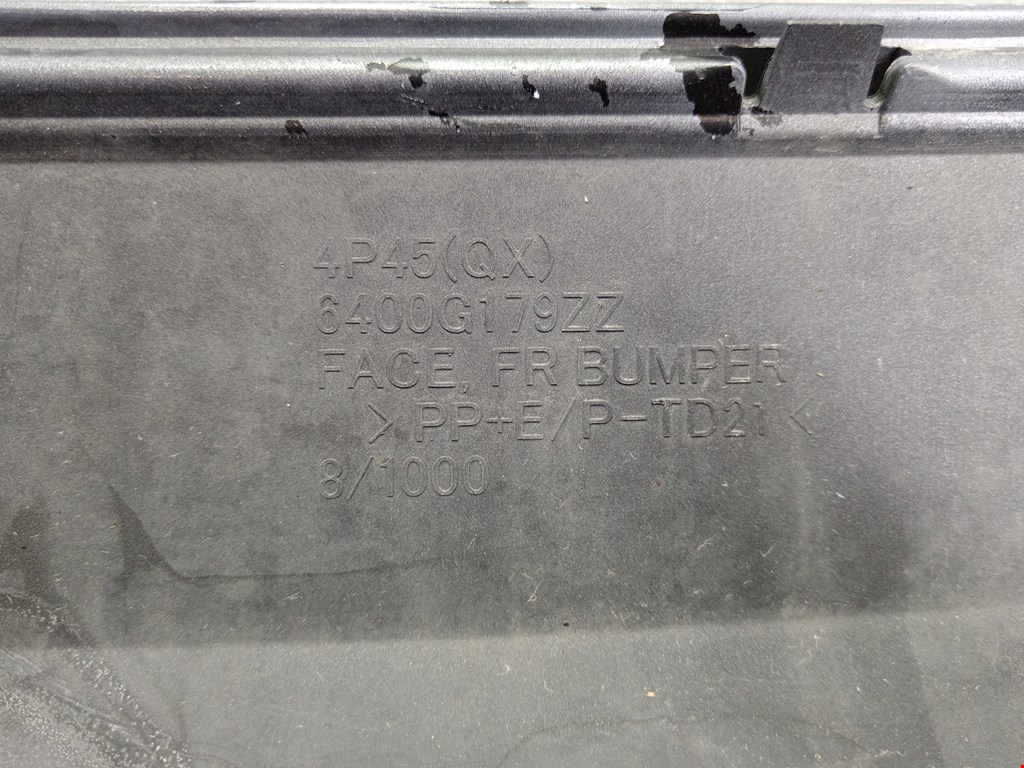 4P45(QX)
6400G179ZZ
FACE, FR BUMPER
>PP+E/P-TD21<
8/1000